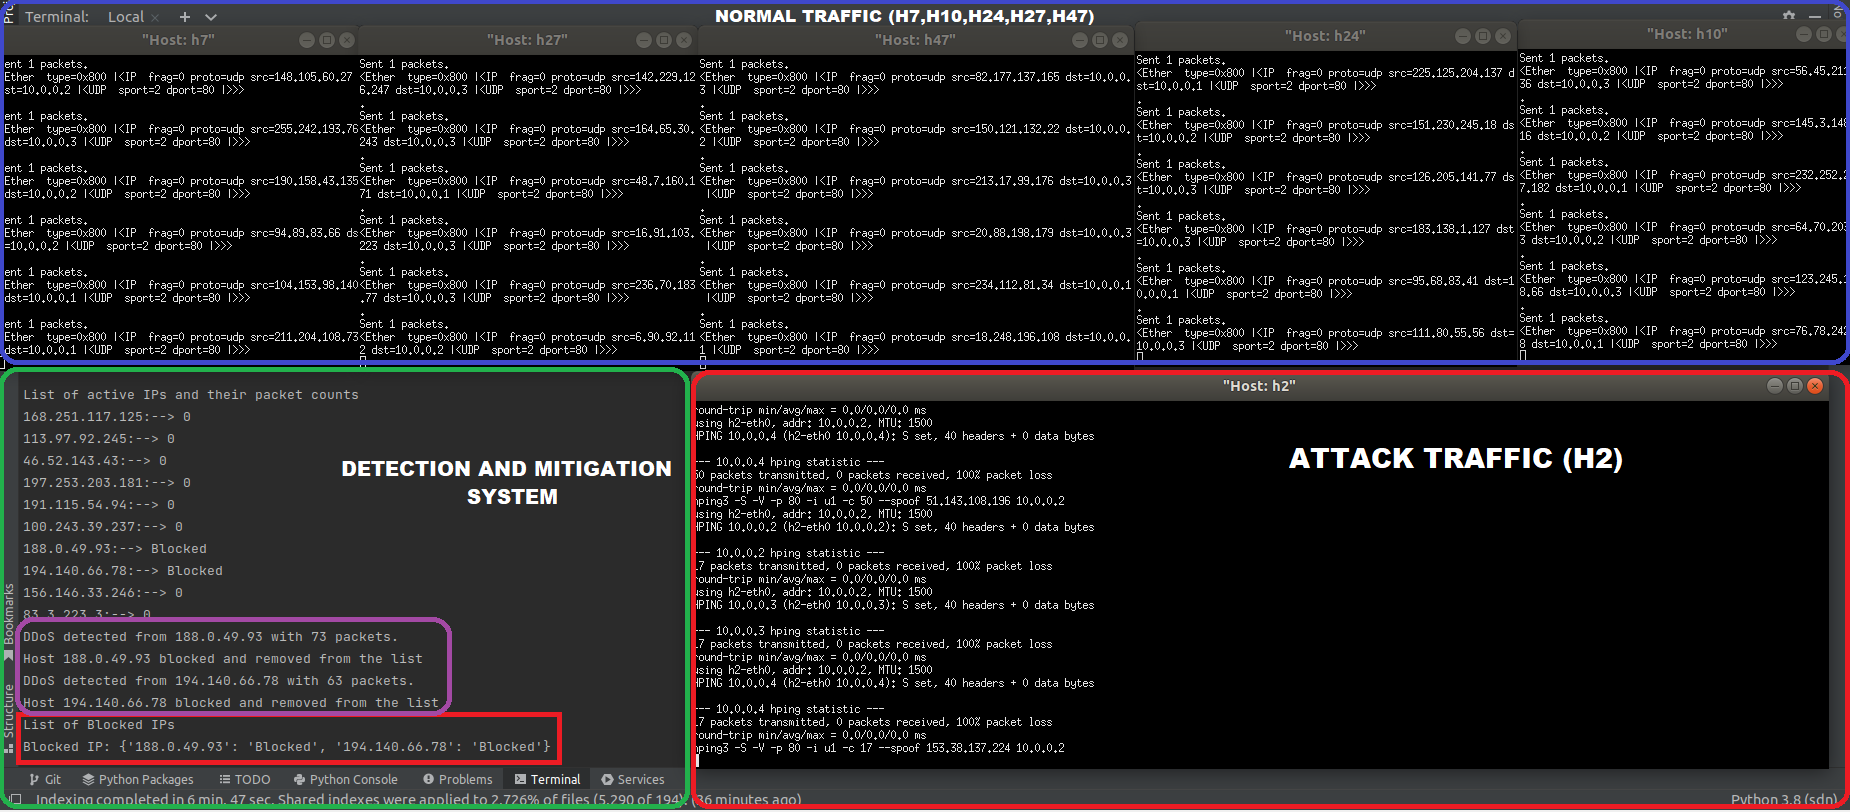 Terminal: Local × +
NORMAL TRAFFIC (H7,H10,H24,H27,H47)
"Host: h7"
ent 1 packets.
Ether  type=0x800 |<IP  frag=0 proto=udp src=148.105.60.27
st=10.0.0.2 |<UDP  sport=2 dport=80 |>>>
.
ent 1 packets.
Ether  type=0x800 |<IP  frag=0 proto=udp src=255.242.193.76
dst=10.0.0.3 |<UDP  sport=2 dport=80 |>>>
.
ent 1 packets.
Ether  type=0x800 |<IP  frag=0 proto=udp src=190.158.43.135
dst=10.0.0.2 |<UDP  sport=2 dport=80 |>>>
.
ent 1 packets.
Ether  type=0x800 |<IP  frag=0 proto=udp src=94.89.83.66 ds
=10.0.0.2 |<UDP  sport=2 dport=80 |>>>
.
ent 1 packets.
Ether  type=0x800 |<IP  frag=0 proto=udp src=104.153.98.140
dst=10.0.0.1 |<UDP  sport=2 dport=80 |>>>
.
ent 1 packets.
Ether  type=0x800 |<IP  frag=0 proto=udp src=211.204.108.73
dst=10.0.0.1 |<UDP  sport=2 dport=80 |>>>
"Host: h27"
Sent 1 packets.
<Ether  type=0x800 |<IP  frag=0 proto=udp src=142.229.12
6.247 dst=10.0.0.3 |<UDP  sport=2 dport=80 |>>>
.
Sent 1 packets.
<Ether  type=0x800 |<IP  frag=0 proto=udp src=164.65.30.
243 dst=10.0.0.3 |<UDP  sport=2 dport=80 |>>>
.
Sent 1 packets.
<Ether  type=0x800 |<IP  frag=0 proto=udp src=48.7.160.1
71 dst=10.0.0.1 |<UDP  sport=2 dport=80 |>>>
.
Sent 1 packets.
<Ether  type=0x800 |<IP  frag=0 proto=udp src=16.91.103.
223 dst=10.0.0.3 |<UDP  sport=2 dport=80 |>>>
.
Sent 1 packets.
<Ether  type=0x800 |<IP  frag=0 proto=udp src=236.70.183
.77 dst=10.0.0.3 |<UDP  sport=2 dport=80 |>>>
.
Sent 1 packets.
<Ether  type=0x800 |<IP  frag=0 proto=udp src=6.90.92.11
2 dst=10.0.0.2 |<UDP  sport=2 dport=80 |>>>
"Host: h47"
Sent 1 packets.
<Ether  type=0x800 |<IP  frag=0 proto=udp src=82.177.137.165 dst=10.0.0.
3 |<UDP  sport=2 dport=80 |>>>
.
Sent 1 packets.
<Ether  type=0x800 |<IP  frag=0 proto=udp src=150.121.132.22 dst=10.0.0.
2 |<UDP  sport=2 dport=80 |>>>
.
Sent 1 packets.
<Ether  type=0x800 |<IP  frag=0 proto=udp src=213.17.99.176 dst=10.0.0.3
 |<UDP  sport=2 dport=80 |>>>
.
Sent 1 packets.
<Ether  type=0x800 |<IP  frag=0 proto=udp src=20.88.198.179 dst=10.0.0.3
 |<UDP  sport=2 dport=80 |>>>
.
Sent 1 packets.
<Ether  type=0x800 |<IP  frag=0 proto=udp src=234.112.81.34 dst=10.0.0.1
 |<UDP  sport=2 dport=80 |>>>
.
Sent 1 packets.
<Ether  type=0x800 |<IP  frag=0 proto=udp src=18.248.196.108 dst=10.0.0.
1 |<UDP  sport=2 dport=80 |>>>
"Host: h24"
Sent 1 packets.
<Ether  type=0x800 |<IP  frag=0 proto=udp src=225.125.204.137 d
st=10.0.0.1 |<UDP  sport=2 dport=80 |>>>
.
Sent 1 packets.
<Ether  type=0x800 |<IP  frag=0 proto=udp src=151.230.245.18 ds
t=10.0.0.2 |<UDP  sport=2 dport=80 |>>>
.
Sent 1 packets.
<Ether  type=0x800 |<IP  frag=0 proto=udp src=126.205.141.77 ds
t=10.0.0.3 |<UDP  sport=2 dport=80 |>>>
.
Sent 1 packets.
<Ether  type=0x800 |<IP  frag=0 proto=udp src=183.138.1.127 dst
=10.0.0.3 |<UDP  sport=2 dport=80 |>>>
.
Sent 1 packets.
<Ether  type=0x800 |<IP  frag=0 proto=udp src=95.68.83.41 dst=1
0.0.0.1 |<UDP  sport=2 dport=80 |>>>
.
Sent 1 packets.
<Ether  type=0x800 |<IP  frag=0 proto=udp src=111.80.55.56 dst=
10.0.0.3 |<UDP  sport=2 dport=80 |>>>
"Host: h10"
Sent 1 packets.
<Ether  type=0x800 |<IP  frag=0 proto=udp src=56.45.211
36 dst=10.0.0.3 |<UDP  sport=2 dport=80 |>>>
.
Sent 1 packets.
<Ether  type=0x800 |<IP  frag=0 proto=udp src=145.3.148
16 dst=10.0.0.2 |<UDP  sport=2 dport=80 |>>>
.
Sent 1 packets.
<Ether  type=0x800 |<IP  frag=0 proto=udp src=232.252.2
7.182 dst=10.0.0.1 |<UDP  sport=2 dport=80 |>>>
.
Sent 1 packets.
<Ether  type=0x800 |<IP  frag=0 proto=udp src=64.70.203
3 dst=10.0.0.2 |<UDP  sport=2 dport=80 |>>>
.
Sent 1 packets.
<Ether  type=0x800 |<IP  frag=0 proto=udp src=123.245.1
8.66 dst=10.0.0.3 |<UDP  sport=2 dport=80 |>>>
.
Sent 1 packets.
<Ether  type=0x800 |<IP  frag=0 proto=udp src=76.78.242
8 dst=10.0.0.1 |<UDP  sport=2 dport=80 |>>>
List of active IPs and their packet counts
168.251.117.125:--> 0
113.97.92.245:--> 0
46.52.143.43:--> 0
197.253.203.181:--> 0
191.115.54.94:--> 0
100.243.39.237:--> 0
188.0.49.93:--> Blocked
194.140.66.78:--> Blocked
156.146.33.246:--> 0
83.3.223.3:--> 0
DDoS detected from 188.0.49.93 with 73 packets.
Host 188.0.49.93 blocked and removed from the list
DDoS detected from 194.140.66.78 with 63 packets.
Host 194.140.66.78 blocked and removed from the list
List of Blocked IPs
Blocked IP: {'188.0.49.93': 'Blocked', '194.140.66.78': 'Blocked'}
DETECTION AND MITIGATION
SYSTEM
Bookmarks
Structure
"Host: h2"
round-trip min/avg/max = 0.0/0.0/0.0 ms
using h2-eth0, addr: 10.0.0.2, MTU: 1500
HPING 10.0.0.4 (h2-eth0 10.0.0.4): S set, 40 headers + 0 data bytes
--- 10.0.0.4 hping statistic ---
50 packets transmitted, 0 packets received, 100% packet loss
round-trip min/avg/max = 0.0/0.0/0.0 ms
hping3 -S -V -p 80 -i u1 -c 50 --spoof 51.143.108.196 10.0.0.2
using h2-eth0, addr: 10.0.0.2, MTU: 1500
HPING 10.0.0.2 (h2-eth0 10.0.0.2): S set, 40 headers + 0 data bytes
--- 10.0.0.2 hping statistic ---
17 packets transmitted, 0 packets received, 100% packet loss
round-trip min/avg/max = 0.0/0.0/0.0 ms
using h2-eth0, addr: 10.0.0.2, MTU: 1500
HPING 10.0.0.3 (h2-eth0 10.0.0.3): S set, 40 headers + 0 data bytes
--- 10.0.0.3 hping statistic ---
17 packets transmitted, 0 packets received, 100% packet loss
round-trip min/avg/max = 0.0/0.0/0.0 ms
using h2-eth0, addr: 10.0.0.2, MTU: 1500
HPING 10.0.0.4 (h2-eth0 10.0.0.4): S set, 40 headers + 0 data bytes
--- 10.0.0.4 hping statistic ---
17 packets transmitted, 0 packets received, 100% packet loss
round-trip min/avg/max = 0.0/0.0/0.0 ms
hping3 -S -V -p 80 -i u1 -c 17 --spoof 153.38.137.224 10.0.0.2
ATTACK TRAFFIC (H2)
Git Python Packages TODO Python Console Problems Terminal Services
Indexing completed in 6 min, 47 sec. Shared indexes were applied to 2,726% of files (5,290 of 194). (36 minutes ago)
Python 3.8 (sdn)